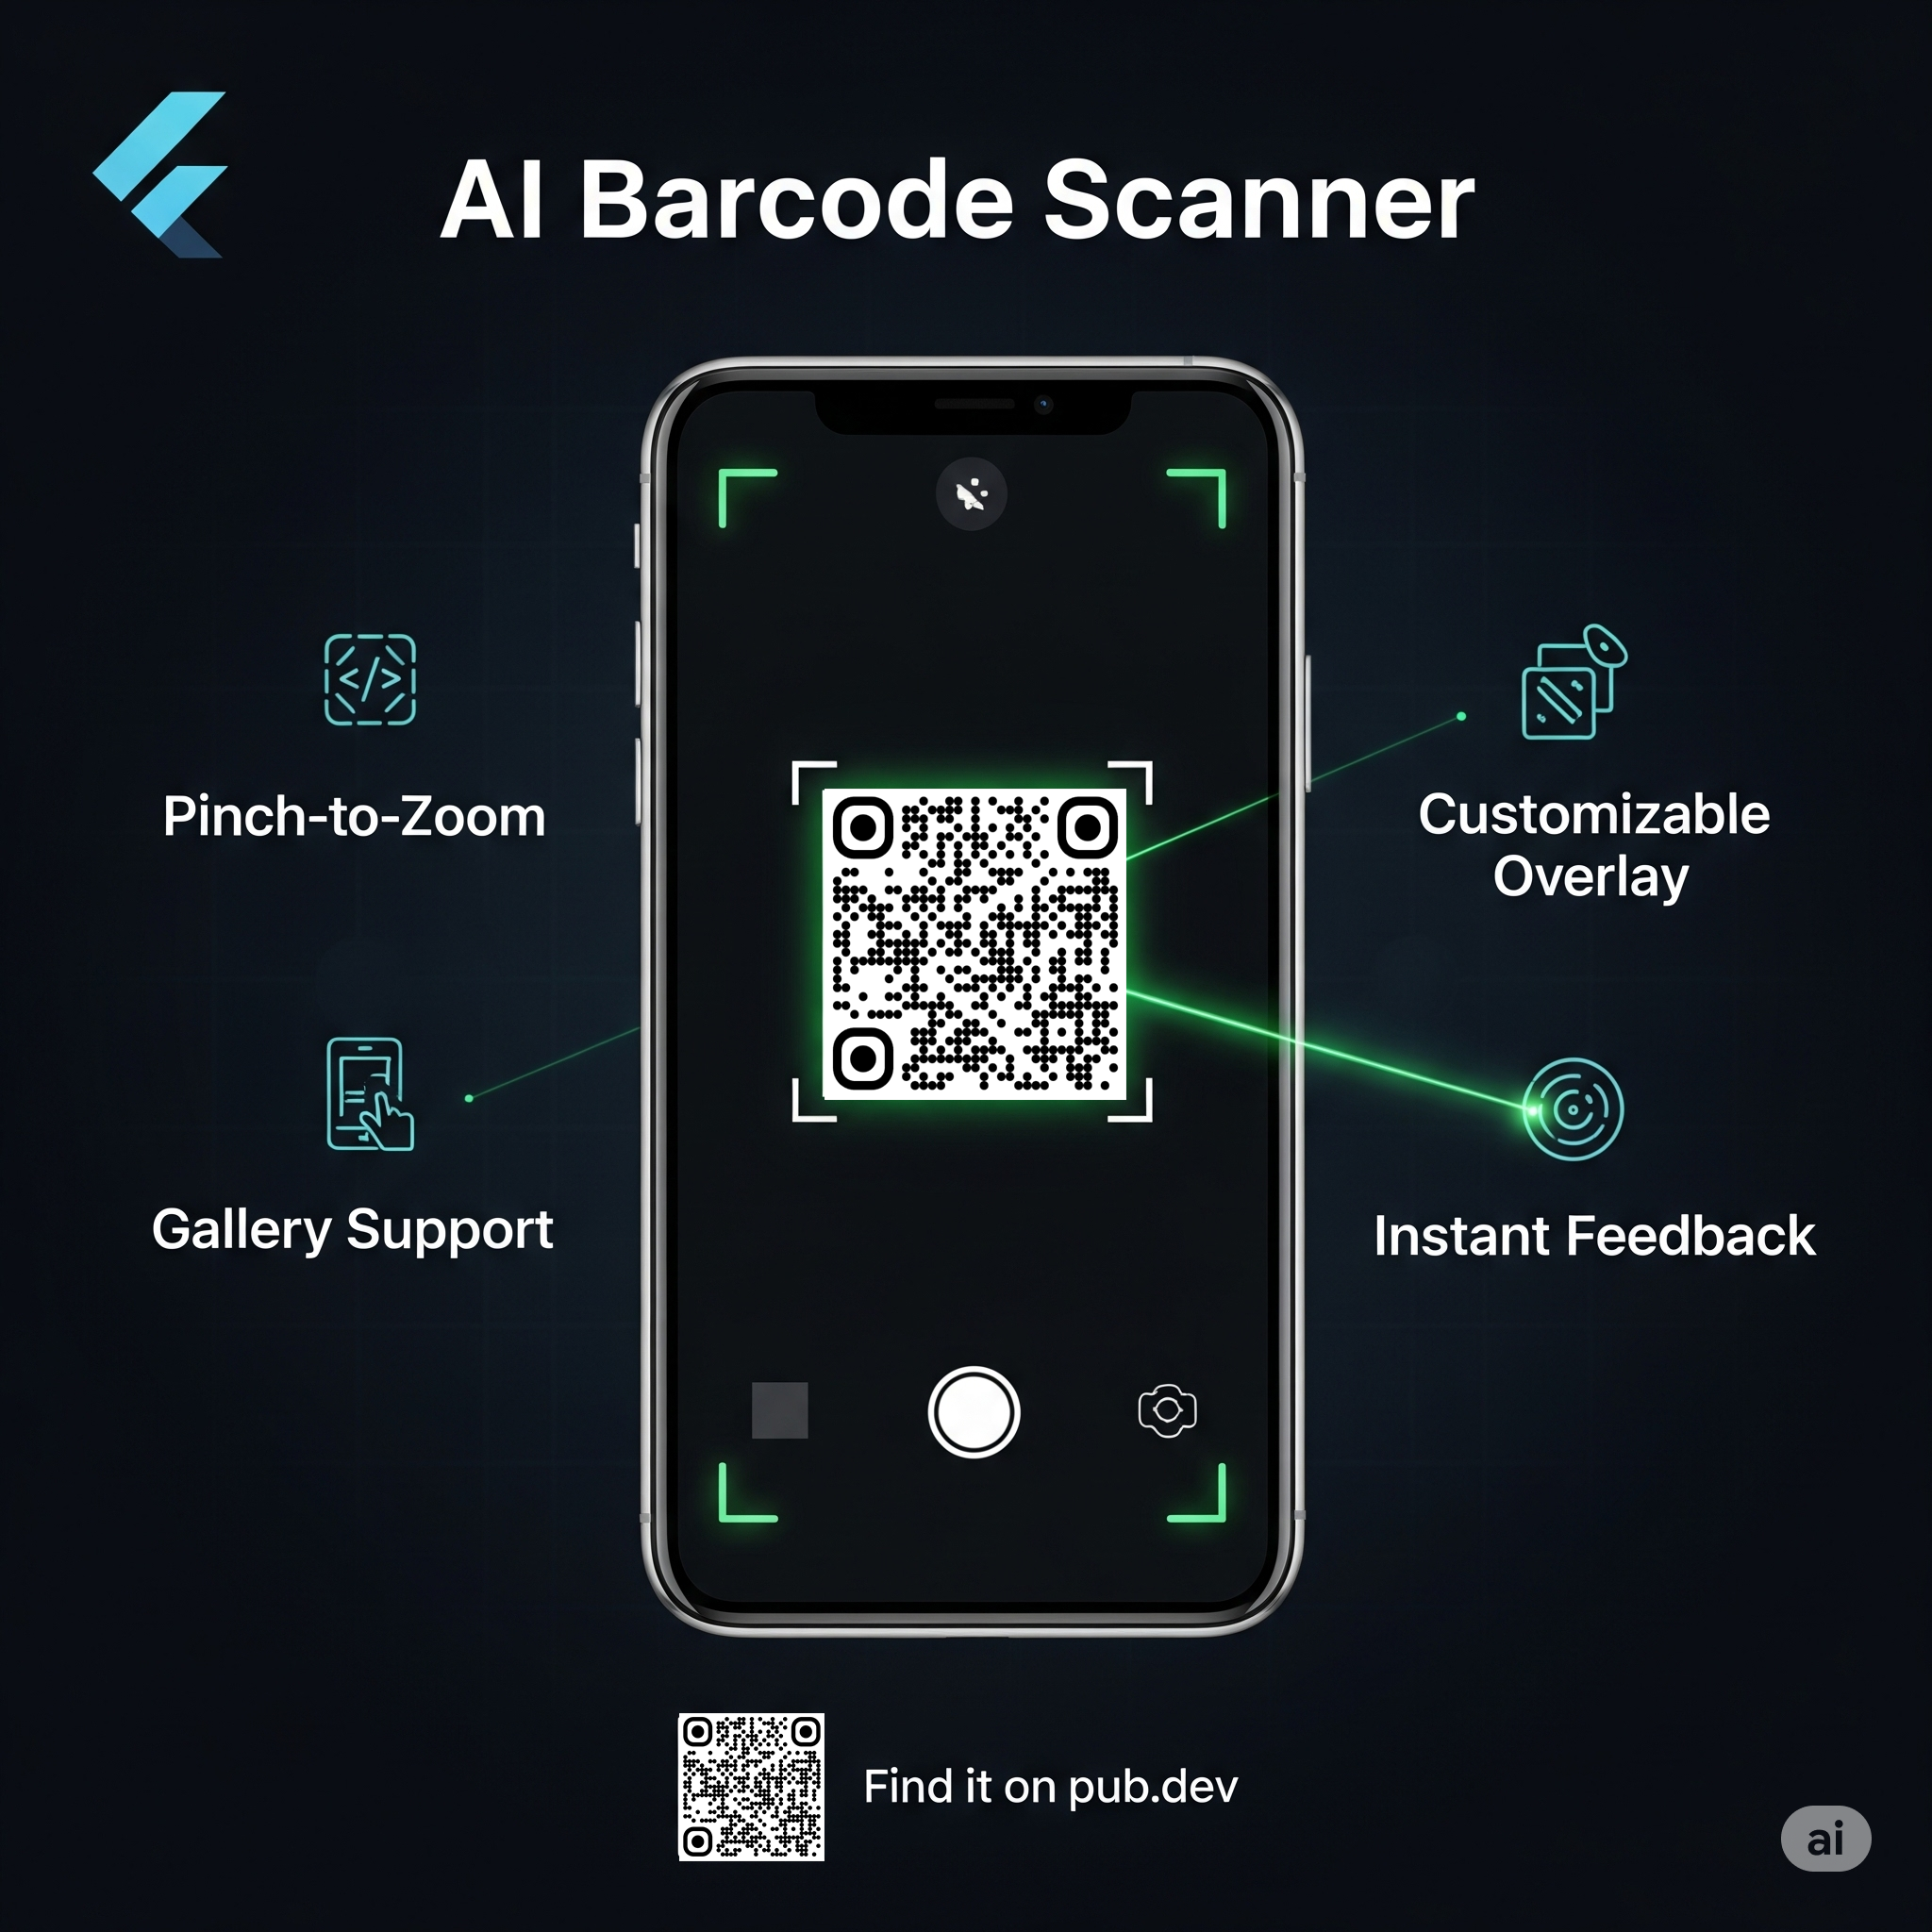 AI Barcode Scanner
</>
Pinch-to-Zoom
Customizable
Overlay
Gallery Support
Instant Feedback
Find it on pub.dev
ai